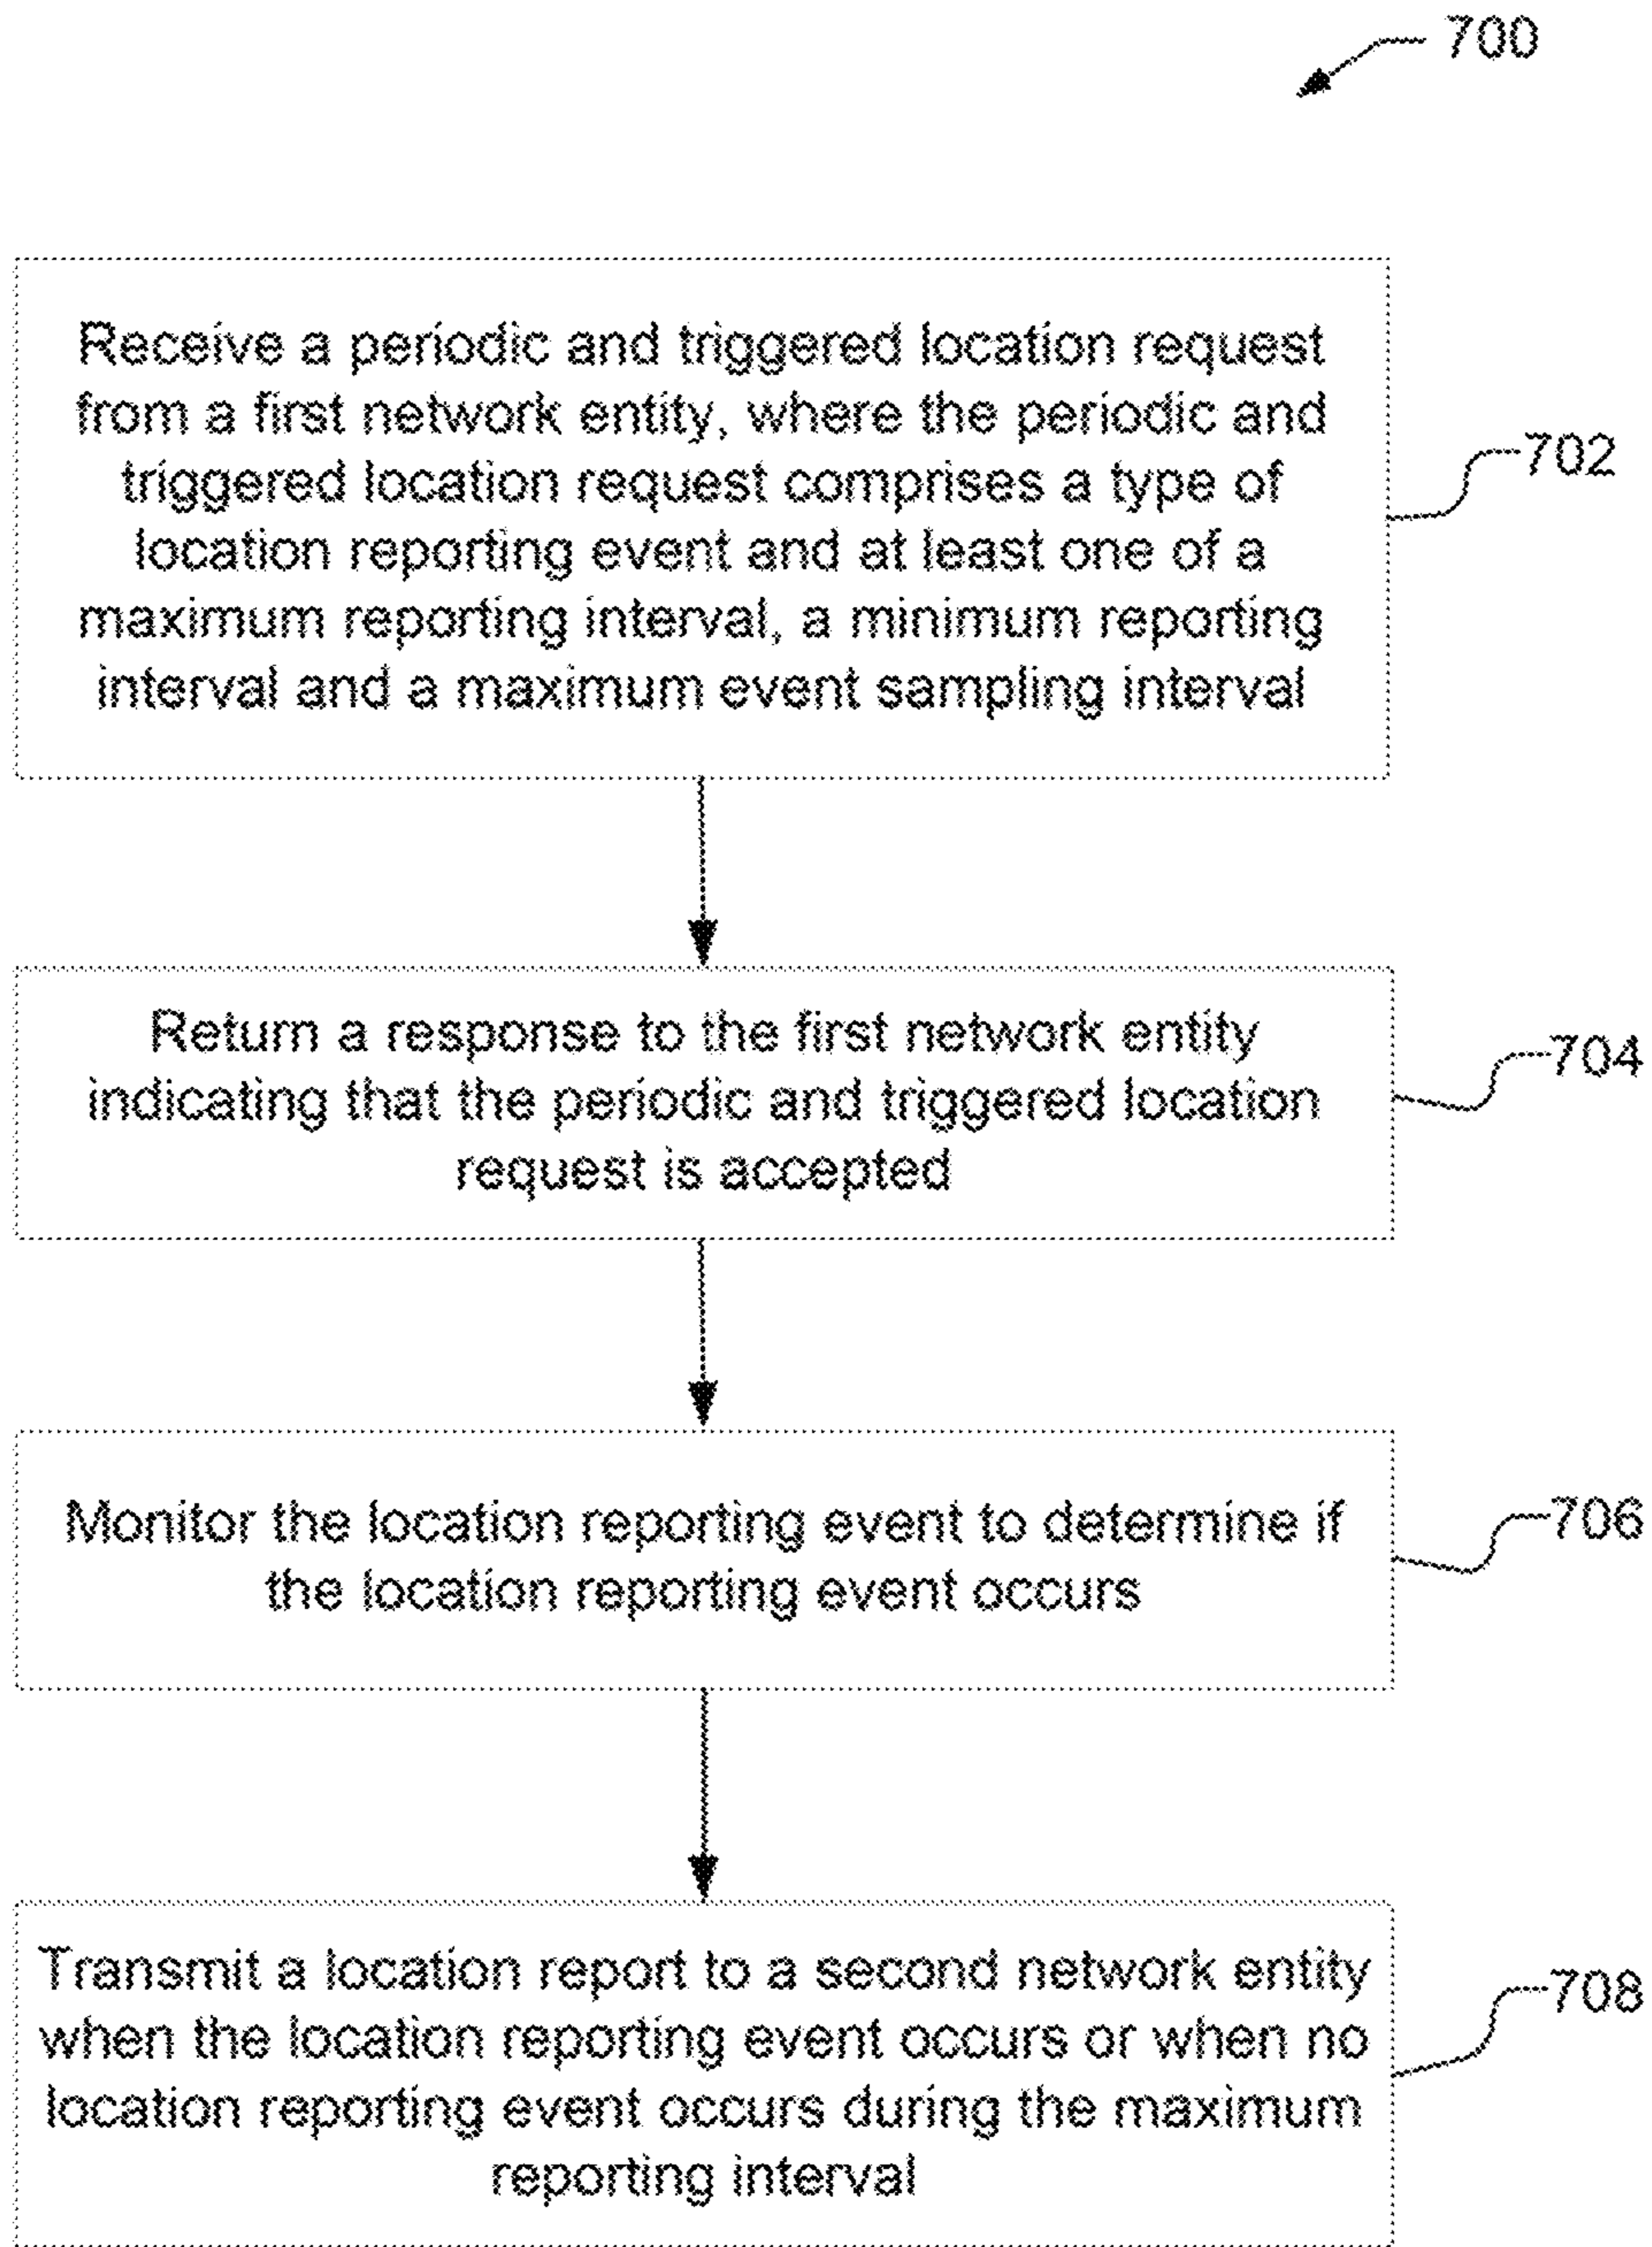 700
Receive a periodic and triggered location request
from a first network entity, where the periodic and
triggered location request comprises a type of
location reporting event and at least one of a
maximum reporting interval, a minimum reporting
interval and a maximum event sampling interval
702
Return a response to the first network entity
indicating that the periodic and triggered location
request is accepted
704
Monitor the location reporting event to determine if
the location reporting event occurs
706
Transmit a location report to a second network entity
when the location reporting event occurs or when no
location reporting event occurs during the maximum
reporting interval
708